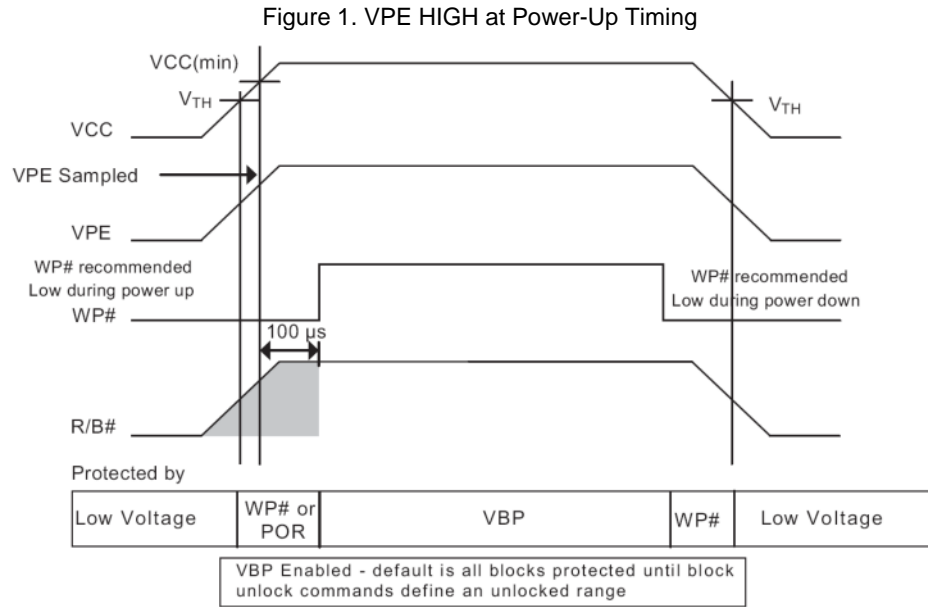 Figure 1. VPE HIGH at Power-Up Timing
VCC(min)
VTH
VTH
VCC
VPE Sampled
VPE
WP# recommended
Low during power up
WP#
WP# recommended
Low during power down
100 µs
R/B#
Protected by
Low Voltage
WP# or
POR
VBP
WP#
Low Voltage
VBP Enabled - default is all blocks protected until block
unlock commands define an unlocked range